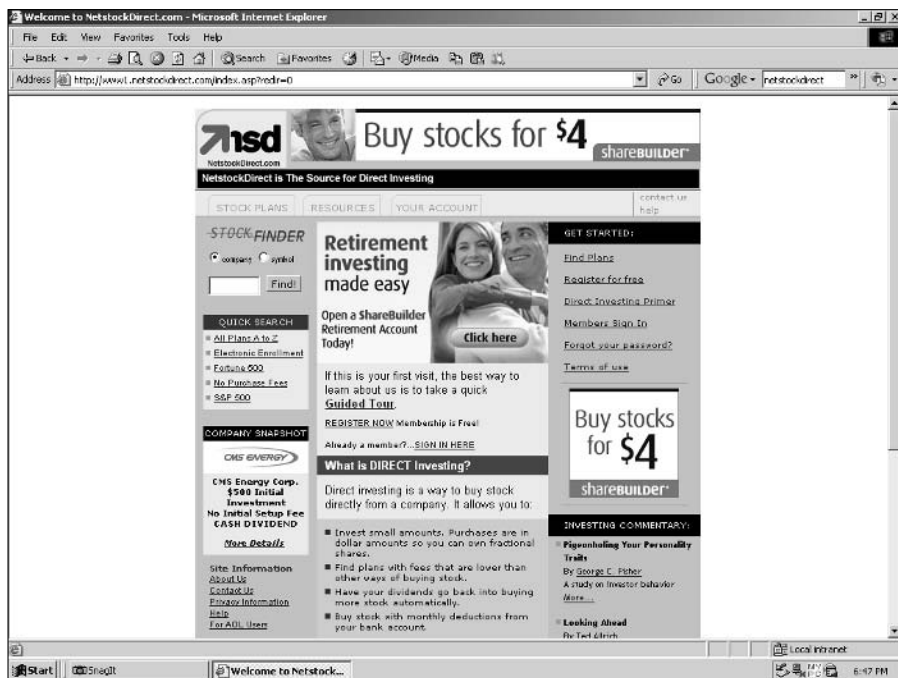 Welcome to NetstockDirect.com - Microsoft Internet Explorer
File Edit View Favorites Tools Help
Back Search Favorites Media
Address http://www1.netstockdirect.com/index.asp?redir=0 Go Google netstockdirect
nsd
NetstockDirect.com
Buy stocks for $4
shareBUILDER
NetstockDirect is The Source for Direct Investing
STOCK PLANS RESOURCES YOUR ACCOUNT
contact us
help
STOCK FINDER
company symbol
Find!
QUICK SEARCH
All Plans A to Z
Electronic Enrollment
Fortune 500
No Purchase Fees
S&P 500
COMPANY SNAPSHOT
CMS ENERGY
CMS Energy Corp.
$500 Initial
Investment
No Initial Setup Fee
CASH DIVIDEND
More Details
Site Information
About Us
Contact Us
Privacy Information
Help
For AOL Users
Retirement
investing
made easy
Open a ShareBuilder
Retirement Account
Today!
Click here
If this is your first visit, the best way to
learn about us is to take a quick
Guided Tour.
REGISTER NOW Membership is Free!
Already a member?...SIGN IN HERE
What is DIRECT Investing?
Direct investing is a way to buy stock
directly from a company. It allows you to:
Invest small amounts. Purchases are in
dollar amounts so you can own fractional
shares.
Find plans with fees that are lower than
other ways of buying stock.
Have your dividends go back into buying
more stock automatically.
Buy stock with monthly deductions from
your bank account.
GET STARTED:
Find Plans
Register for free
Direct Investing Primer
Members Sign In
Forgot your password?
Terms of use
Buy stocks
for $4
shareBUILDER
INVESTING COMMENTARY:
Pigeonholing Your Personality
Traits
By George C. Fisher
A study on investor behavior
More...
Looking Ahead
By Ted Allrich
Local intranet
Start SnagIt Welcome to Netstock... 6:47 PM